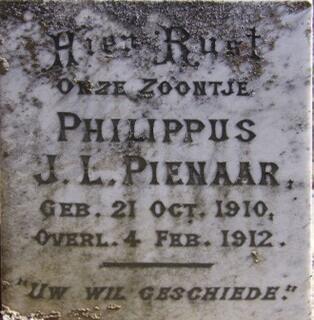 Hier Rust
Onze Zoontje
Philippus
J. L. Pienaar,
Geb. 21 Oct. 1910,
Overl. 4 Feb. 1912.
"Uw wil geschiede."